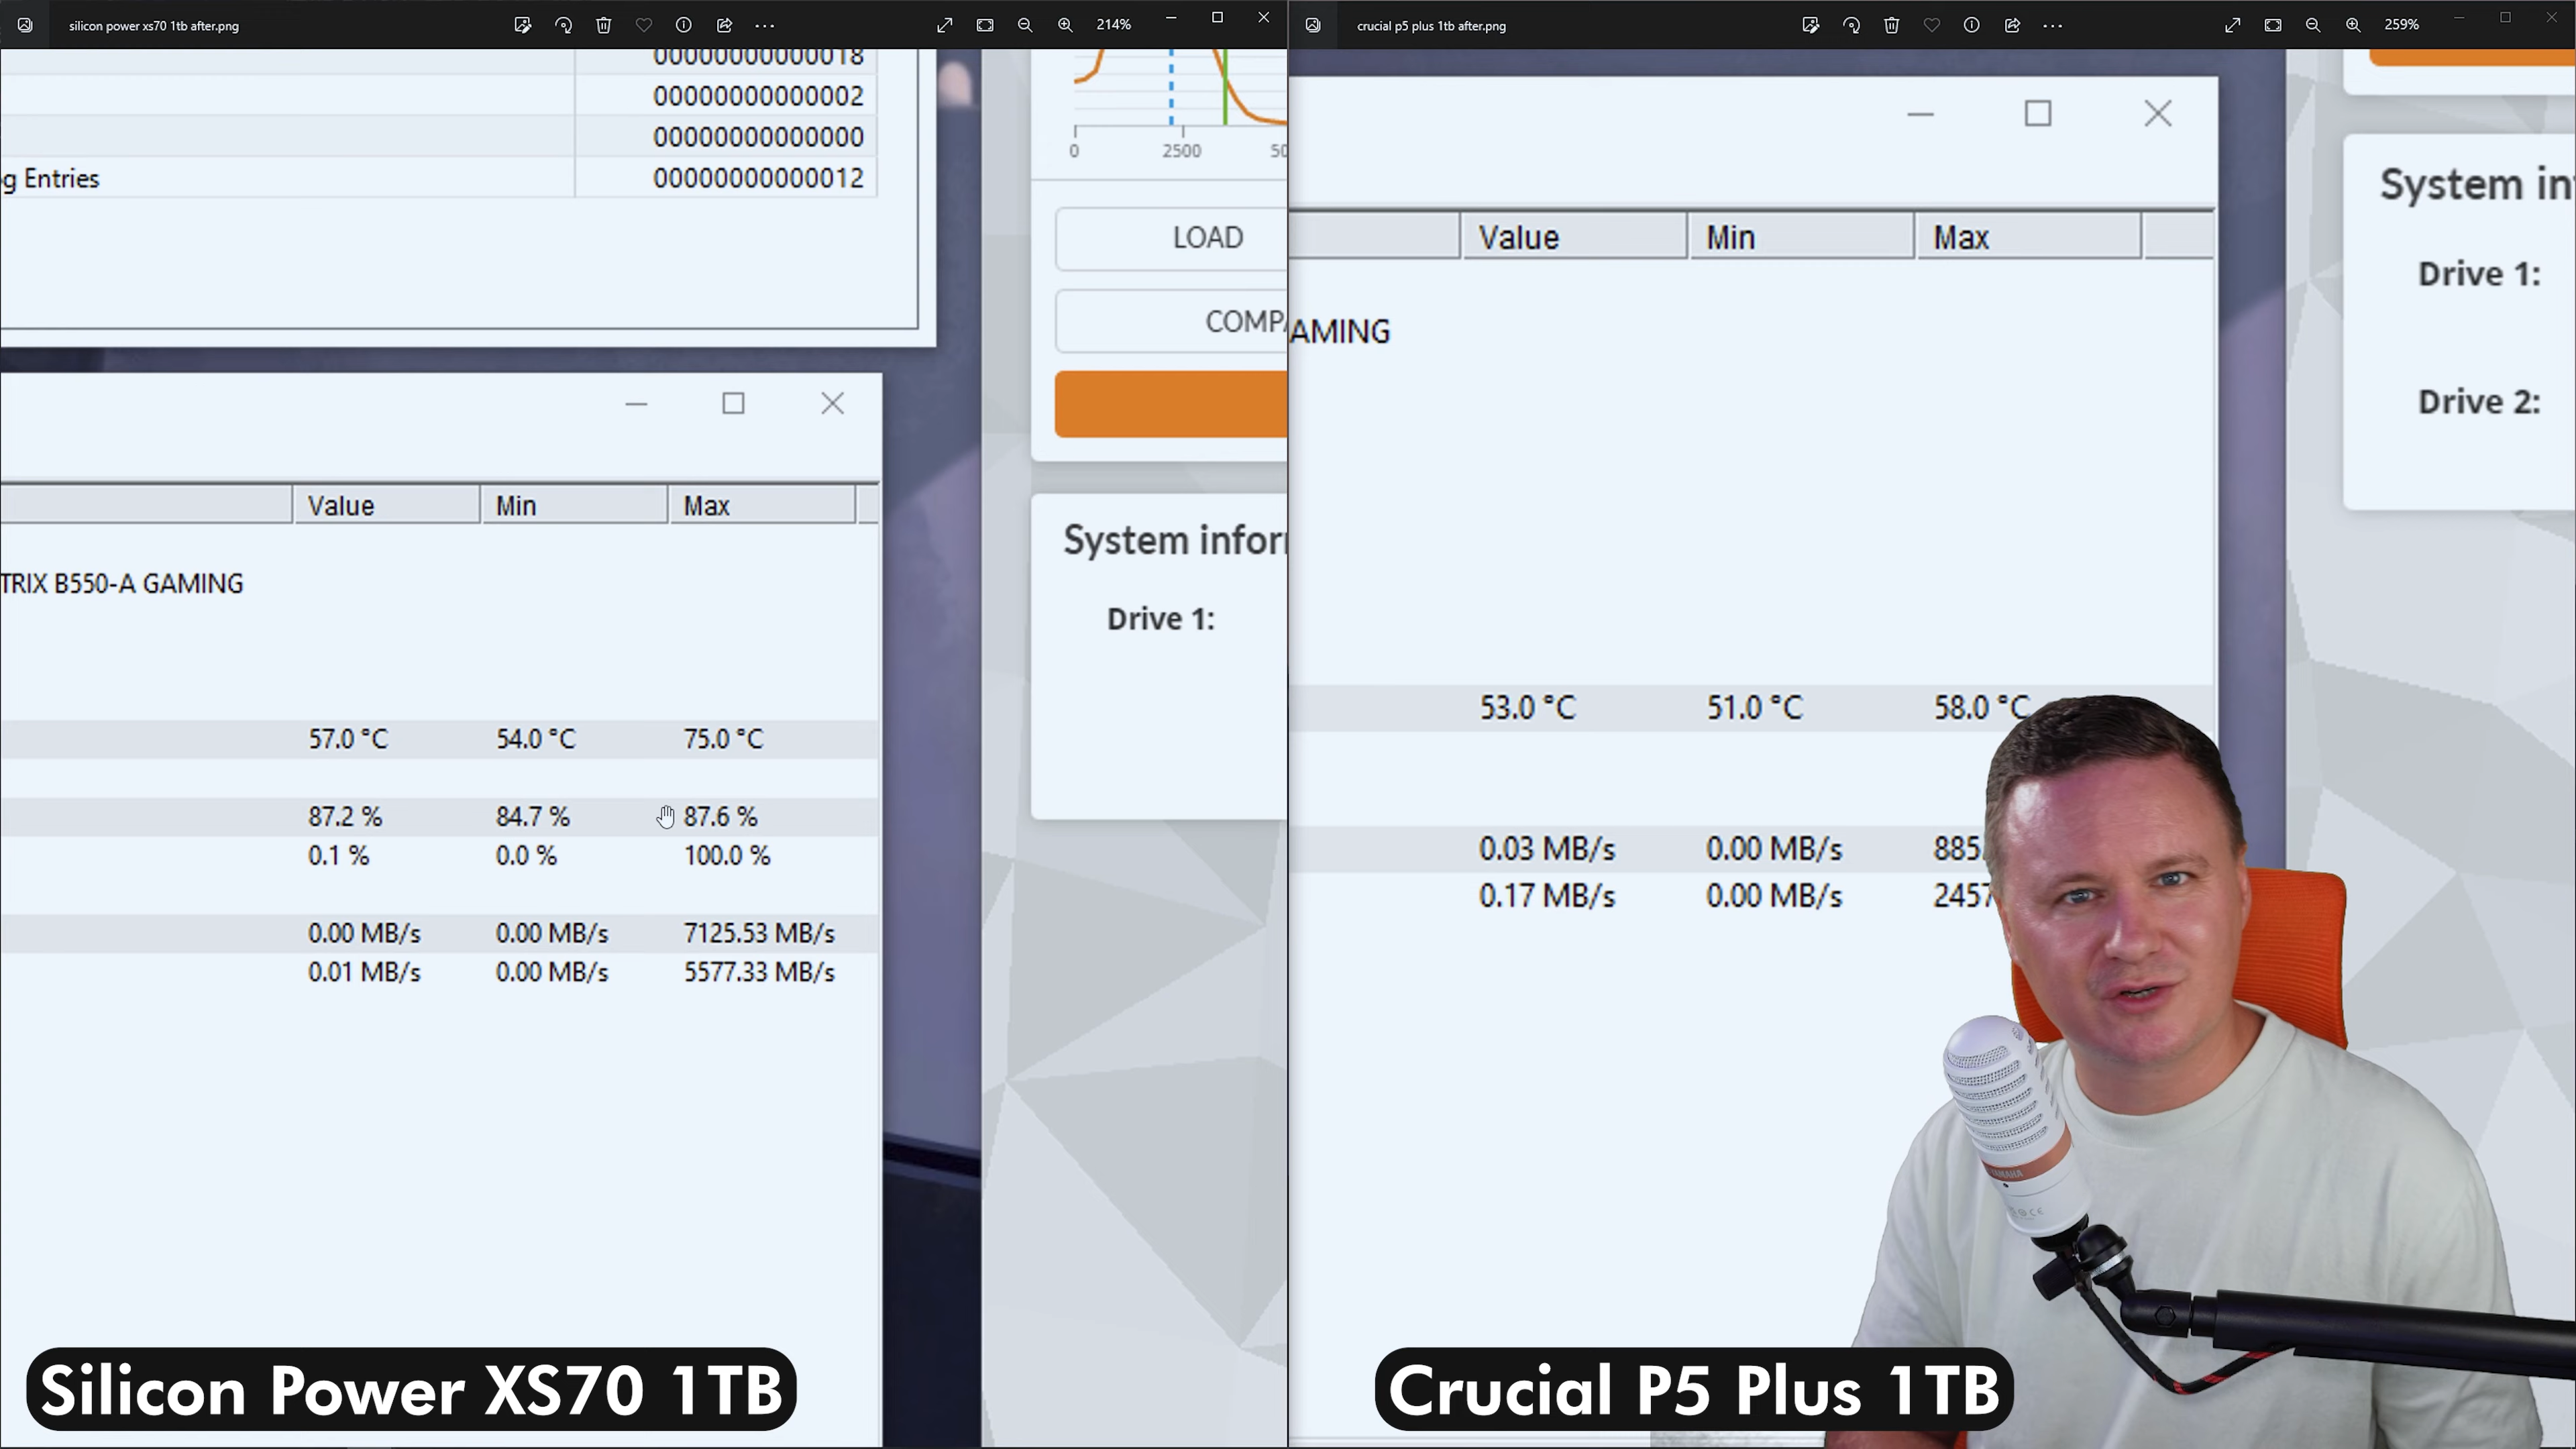 silicon power xs70 1tb after.png
214%
00000000000018
00000000000002
00000000000000
g Entries 00000000000012
0 2500 50
LOAD
COMPA
Value Min Max
TRIX B550-A GAMING
57.0 °C 54.0 °C 75.0 °C
87.2 % 84.7 % 87.6 %
0.1 % 0.0 % 100.0 %
0.00 MB/s 0.00 MB/s 7125.53 MB/s
0.01 MB/s 0.00 MB/s 5577.33 MB/s
System infor
Drive 1:
Silicon Power XS70 1TB
crucial p5 plus 1tb after.png
259%
Value Min Max
AMING
53.0 °C 51.0 °C 58.0 °C
0.03 MB/s 0.00 MB/s 885
0.17 MB/s 0.00 MB/s 2457
System in
Drive 1:
Drive 2:
YAMAHA
Crucial P5 Plus 1TB